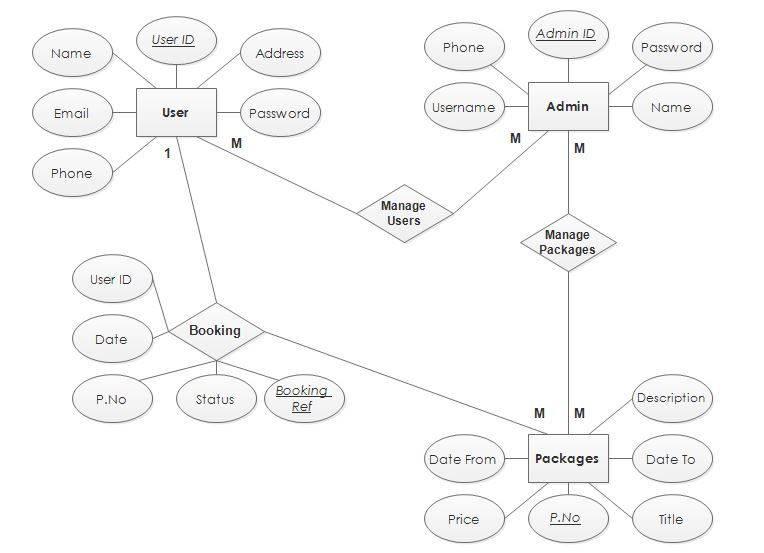 User ID
Name
Address
Email
User
Password
Phone
1
M
Admin ID
Phone
Password
Username
Admin
Name
M
M
Manage
Users
Manage
Packages
User ID
Date
Booking
P.No
Status
Booking
Ref
M
M
Description
Date From
Packages
Date To
Price
P.No
Title